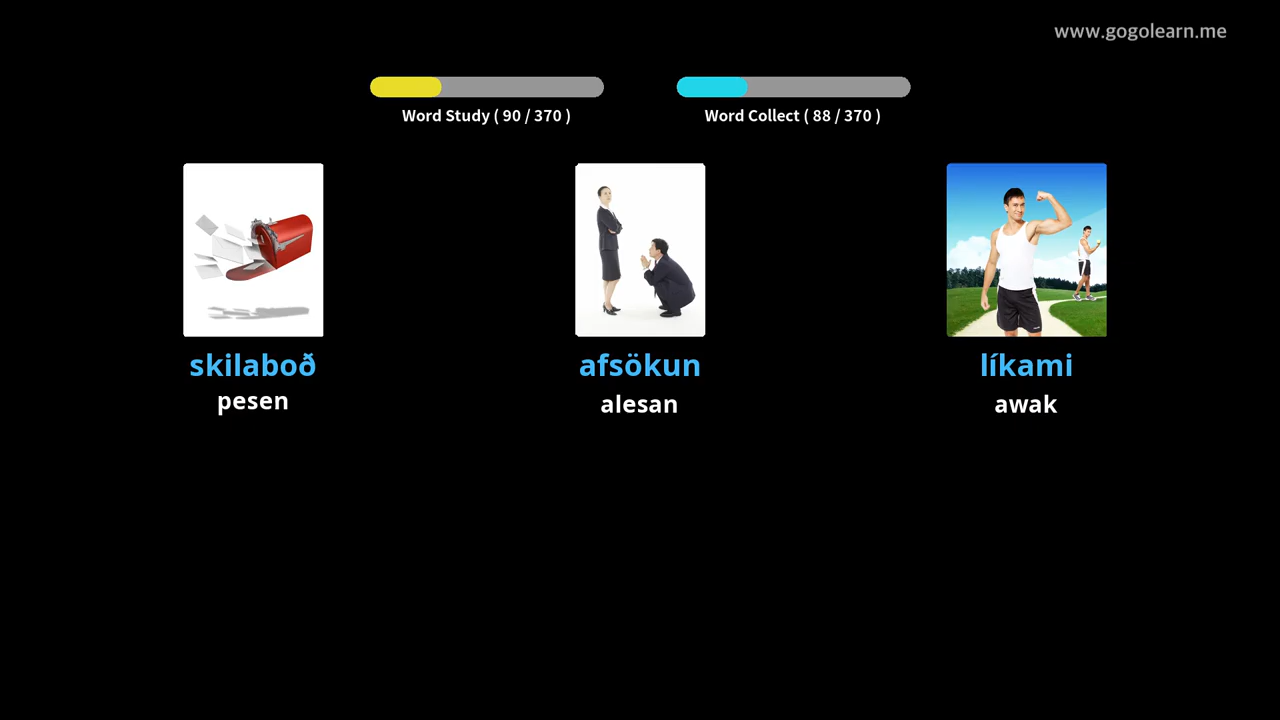 www.gogolearn.me
Word Study ( 90 / 370 )
Word Collect ( 88 / 370 )
skilaboð
pesen
afsökun
alesan
líkami
awak